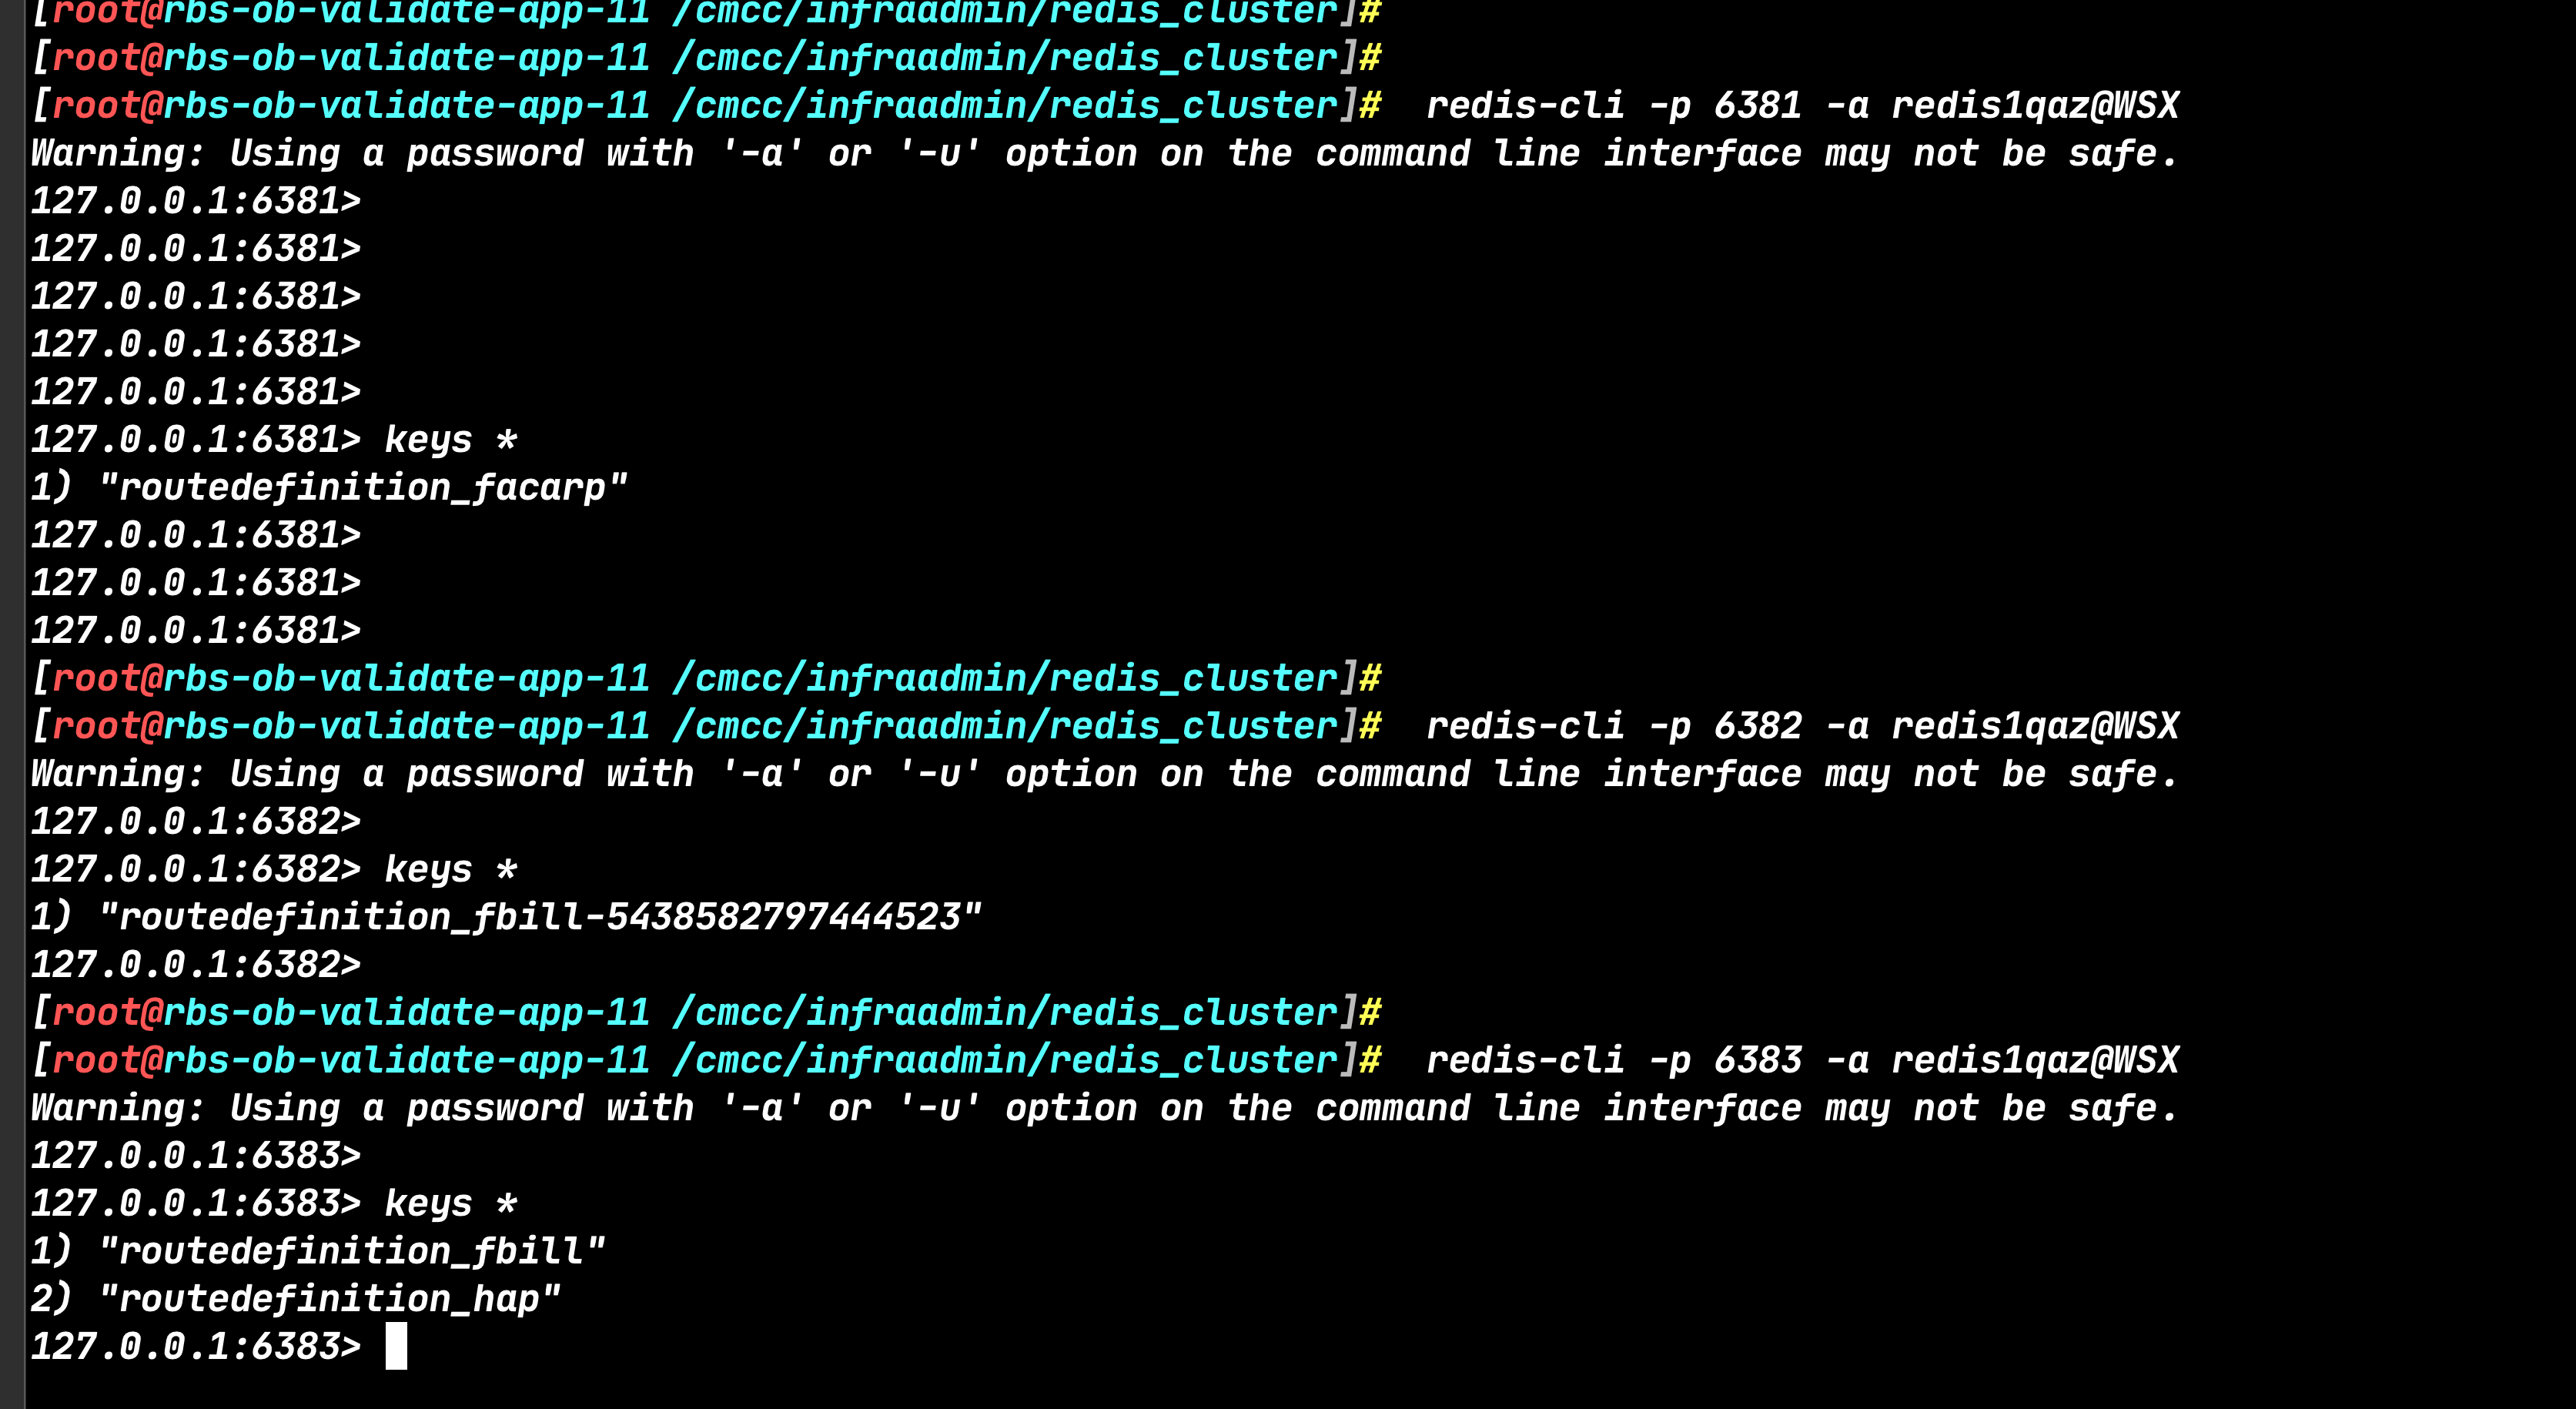 [root@rbs-ob-validate-app-11 /cmcc/infraadmin/redis_cluster]#
[root@rbs-ob-validate-app-11 /cmcc/infraadmin/redis_cluster]#
[root@rbs-ob-validate-app-11 /cmcc/infraadmin/redis_cluster]#  redis-cli -p 6381 -a redis1qaz@WSX
Warning: Using a password with '-a' or '-u' option on the command line interface may not be safe.
127.0.0.1:6381>
127.0.0.1:6381>
127.0.0.1:6381>
127.0.0.1:6381>
127.0.0.1:6381>
127.0.0.1:6381> keys *
1) "routedefinition_facarp"
127.0.0.1:6381>
127.0.0.1:6381>
127.0.0.1:6381>
[root@rbs-ob-validate-app-11 /cmcc/infraadmin/redis_cluster]#
[root@rbs-ob-validate-app-11 /cmcc/infraadmin/redis_cluster]#  redis-cli -p 6382 -a redis1qaz@WSX
Warning: Using a password with '-a' or '-u' option on the command line interface may not be safe.
127.0.0.1:6382>
127.0.0.1:6382> keys *
1) "routedefinition_fbill-5438582797444523"
127.0.0.1:6382>
[root@rbs-ob-validate-app-11 /cmcc/infraadmin/redis_cluster]#
[root@rbs-ob-validate-app-11 /cmcc/infraadmin/redis_cluster]#  redis-cli -p 6383 -a redis1qaz@WSX
Warning: Using a password with '-a' or '-u' option on the command line interface may not be safe.
127.0.0.1:6383>
127.0.0.1:6383> keys *
1) "routedefinition_fbill"
2) "routedefinition_hap"
127.0.0.1:6383>